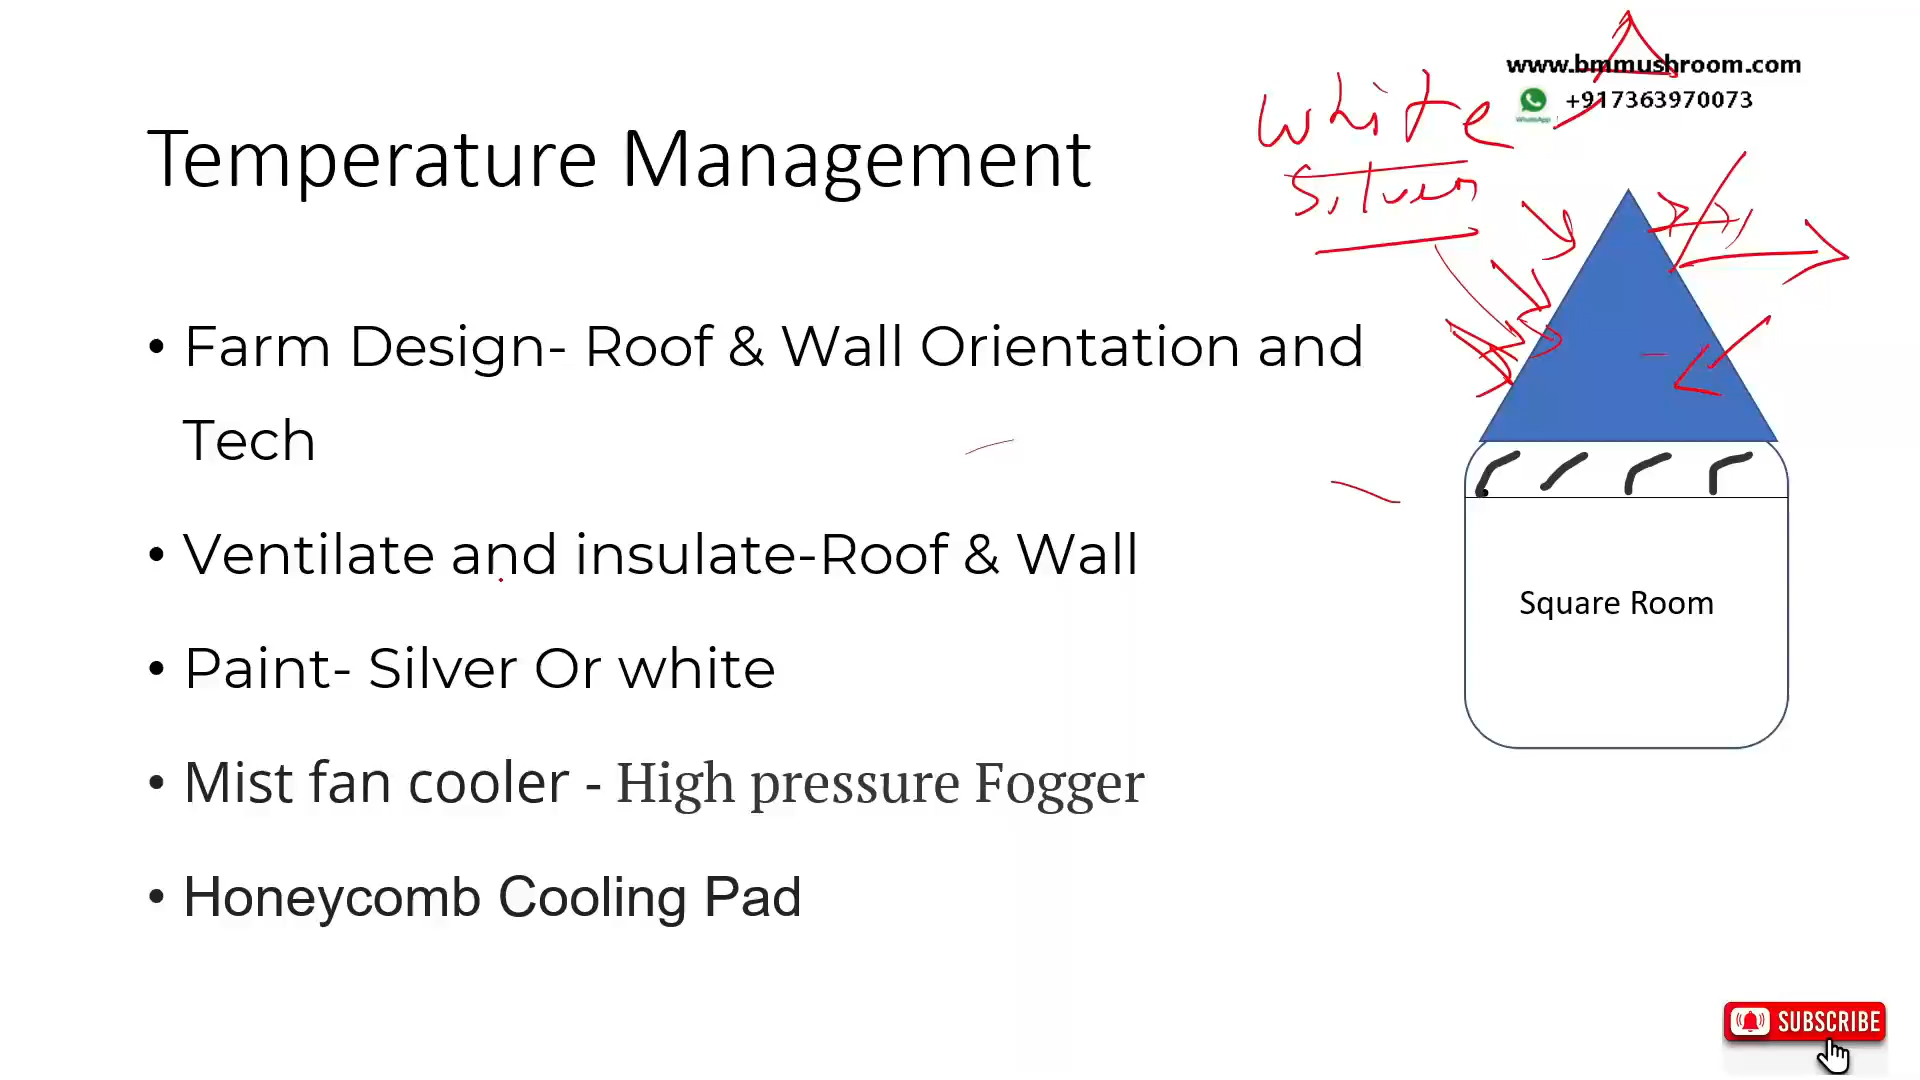 www.bmmushroom.com
WhatsApp +917363970073
white
Silver
Temperature Management
• Farm Design- Roof & Wall Orientation and
Tech
• Ventilate and insulate-Roof & Wall
• Paint- Silver Or white
• Mist fan cooler - High pressure Fogger
• Honeycomb Cooling Pad
Square Room
SUBSCRIBE